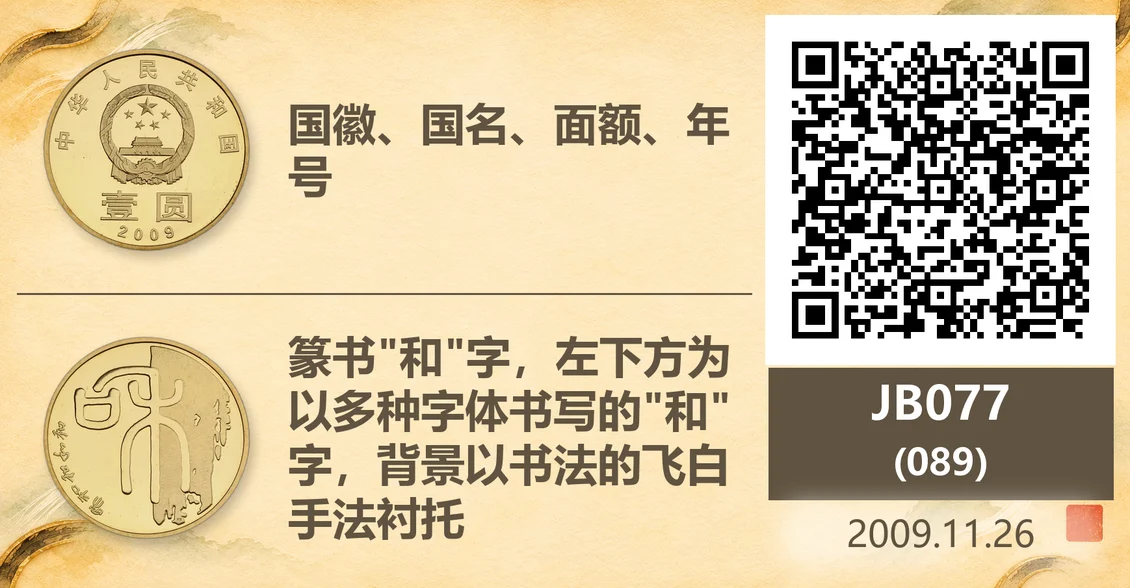 中华人民共和国
壹圆
2009
国徽、国名、面额、年
号
篆书"和"字，左下方为
以多种字体书写的"和"
字，背景以书法的飞白
手法衬托
JB077
(089)
2009.11.26